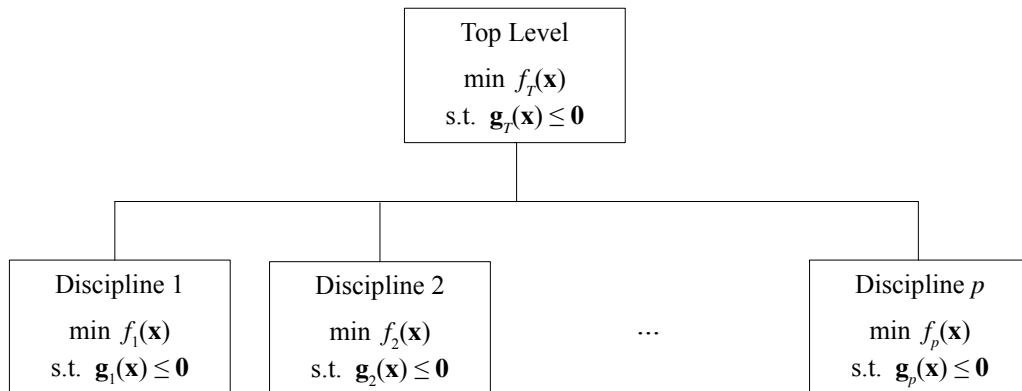 Top Level
min f_T(x)
s.t. g_T(x) ≤ 0
Discipline 1
min f_1(x)
s.t. g_1(x) ≤ 0
Discipline 2
min f_2(x)
s.t. g_2(x) ≤ 0
...
Discipline p
min f_p(x)
s.t. g_p(x) ≤ 0